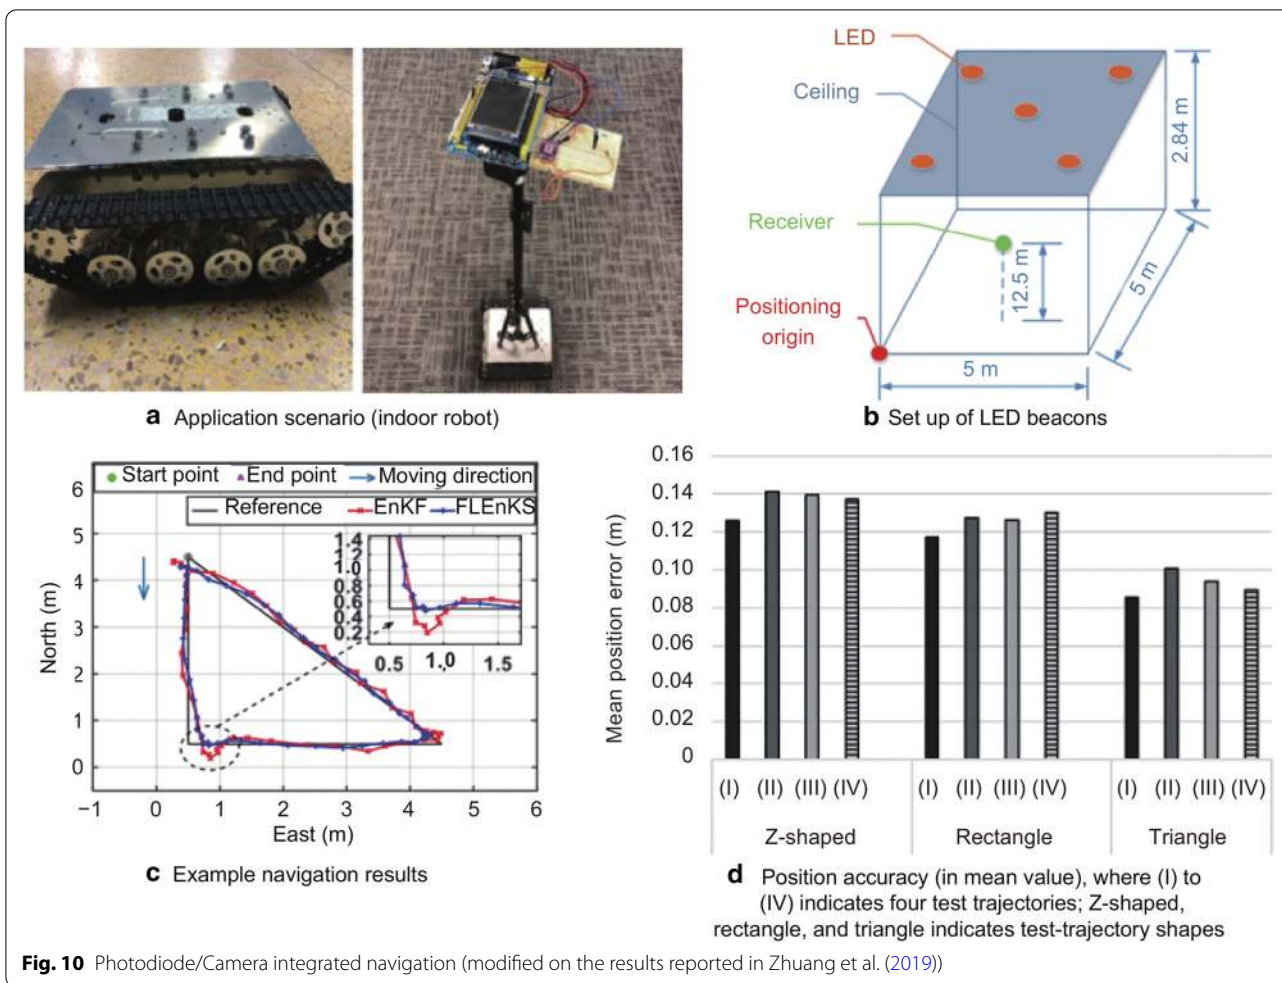 LED
Ceiling
Receiver
Positioning
origin
2.84 m
12.5 m
5 m
5 m
a Application scenario (indoor robot)
b Set up of LED beacons
Start point End point Moving direction
Reference EnKF FLEnKS
6
5
4
3
2
1
0
North (m)
−1 0 1 2 3 4 5 6
East (m)
1.4
1.2
1.0
0.8
0.6
0.4
0.2
0.5 1.0 1.5
c Example navigation results
0.16
0.14
0.12
0.10
0.08
0.06
0.04
0.02
0
Mean position error (m)
(I) (II) (III) (IV) (I) (II) (III) (IV) (I) (II) (III) (IV)
Z-shaped Rectangle Triangle
d Position accuracy (in mean value), where (I) to
(IV) indicates four test trajectories; Z-shaped,
rectangle, and triangle indicates test-trajectory shapes
Fig. 10 Photodiode/Camera integrated navigation (modified on the results reported in Zhuang et al. (2019))